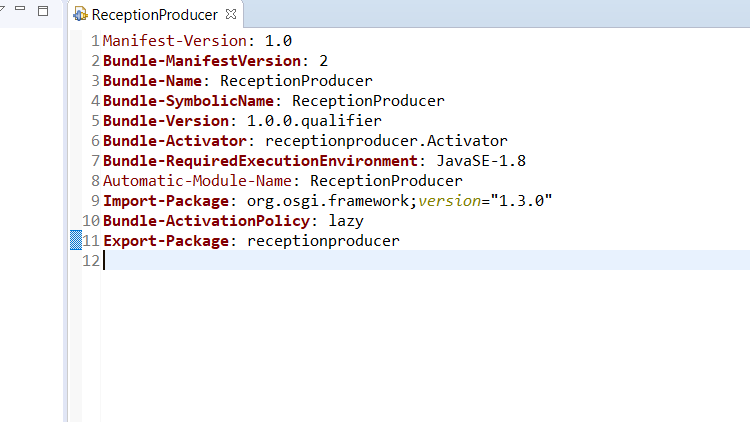 ReceptionProducer
1 Manifest-Version: 1.0
2 Bundle-ManifestVersion: 2
3 Bundle-Name: ReceptionProducer
4 Bundle-SymbolicName: ReceptionProducer
5 Bundle-Version: 1.0.0.qualifier
6 Bundle-Activator: receptionproducer.Activator
7 Bundle-RequiredExecutionEnvironment: JavaSE-1.8
8 Automatic-Module-Name: ReceptionProducer
9 Import-Package: org.osgi.framework;version="1.3.0"
10 Bundle-ActivationPolicy: lazy
11 Export-Package: receptionproducer
12